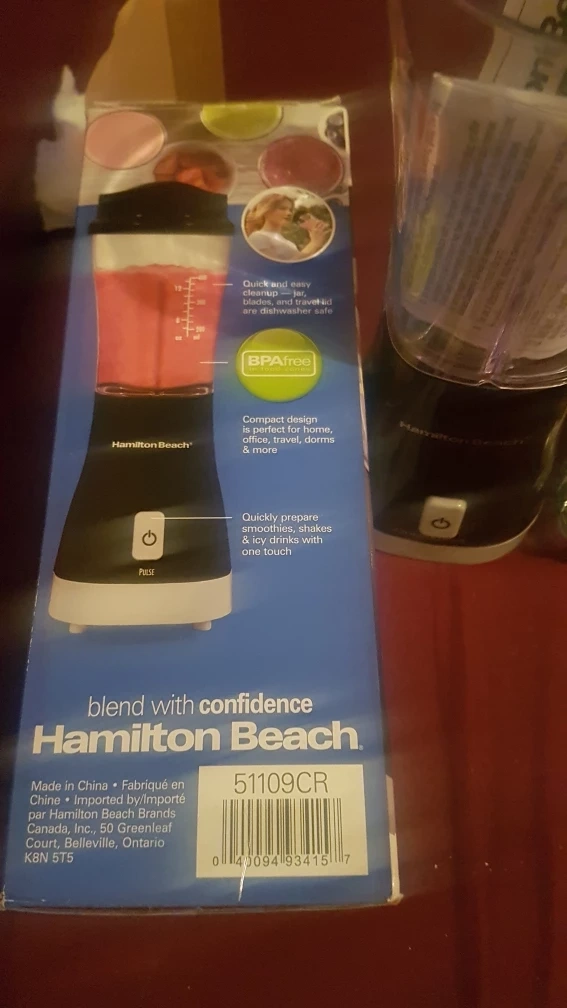 Quick and easy
cleanup — jar,
blades, and travel lid
are dishwasher safe
BPAfree
Compact design
is perfect for home,
office, travel, dorms
& more
Hamilton Beach®
Hamilton Beach
Quickly prepare
smoothies, shakes
& icy drinks with
one touch
PULSE
blend with confidence
Hamilton Beach®
Made in China • Fabriqué en
Chine • Imported by/Importé
par Hamilton Beach Brands
Canada, Inc., 50 Greenleaf
Court, Belleville, Ontario
K8N 5T5
51109CR
0 40094 93415 7